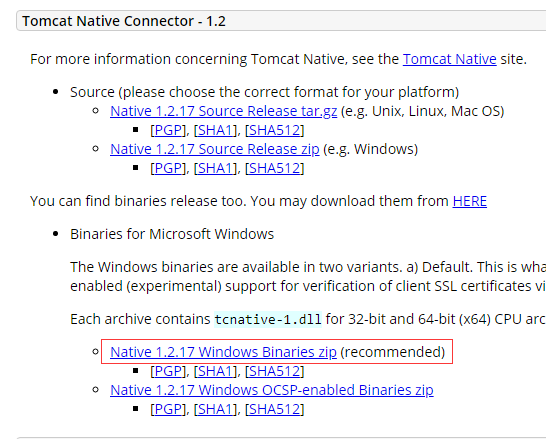 Tomcat Native Connector - 1.2
For more information concerning Tomcat Native, see the Tomcat Native site.
Source (please choose the correct format for your platform)
Native 1.2.17 Source Release tar.gz (e.g. Unix, Linux, Mac OS)
[PGP], [SHA1], [SHA512]
Native 1.2.17 Source Release zip (e.g. Windows)
[PGP], [SHA1], [SHA512]
You can find binaries release too. You may download them from HERE
Binaries for Microsoft Windows
The Windows binaries are available in two variants. a) Default. This is wha
enabled (experimental) support for verification of client SSL certificates vi
Each archive contains tcnative-1.dll for 32-bit and 64-bit (x64) CPU arc
Native 1.2.17 Windows Binaries zip (recommended)
[PGP], [SHA1], [SHA512]
Native 1.2.17 Windows OCSP-enabled Binaries zip
[PGP], [SHA1], [SHA512]